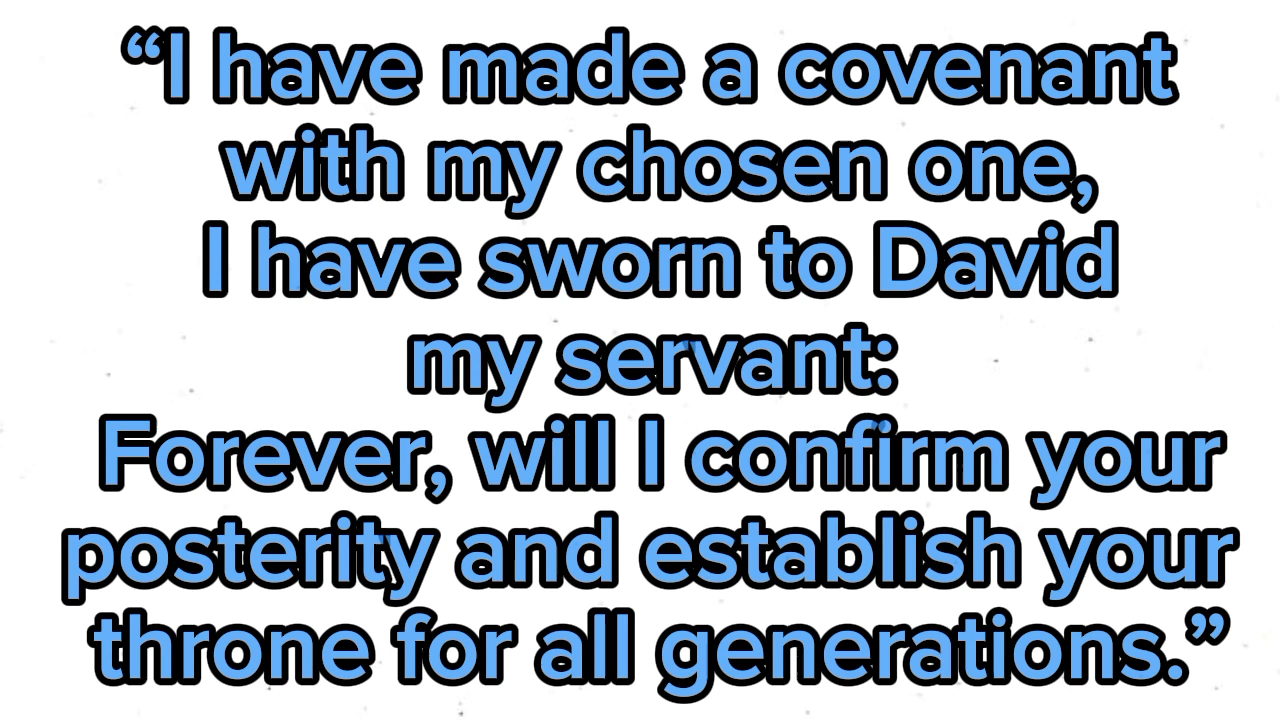 “I have made a covenant
with my chosen one,
I have sworn to David
my servant:
Forever, will I confirm your
posterity and establish your
throne for all generations.”